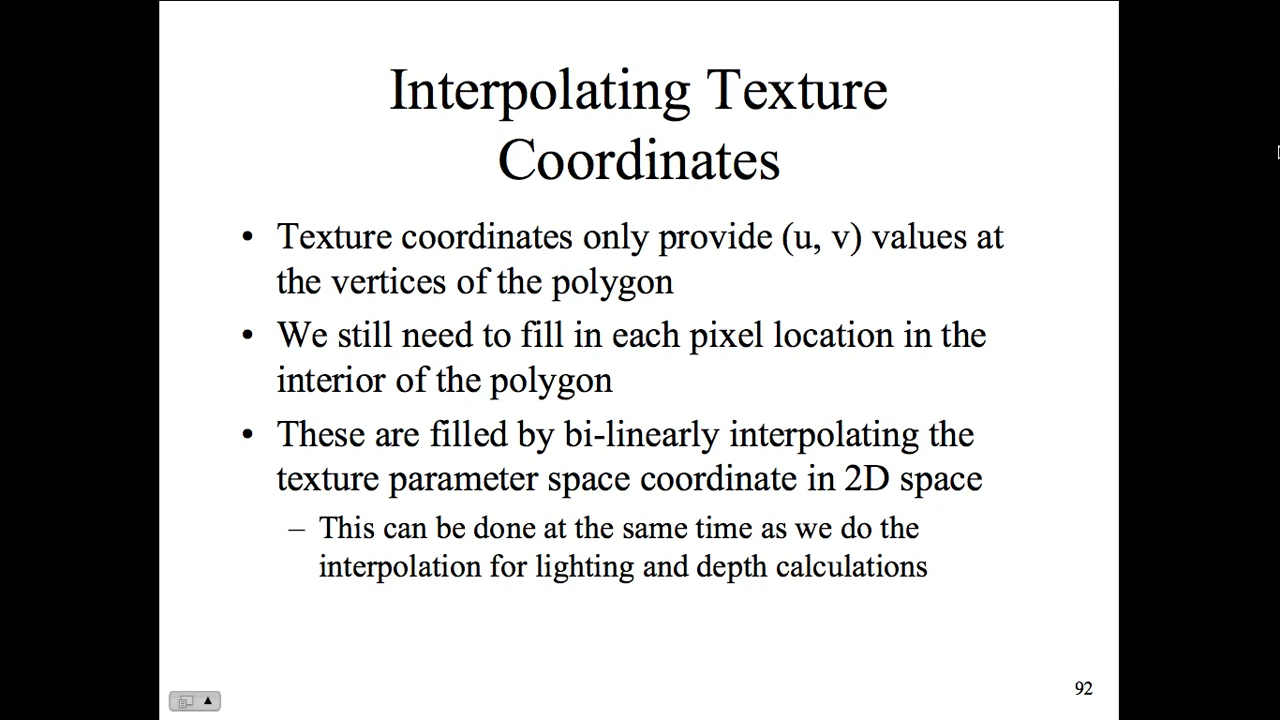 Interpolating Texture
Coordinates
• Texture coordinates only provide (u, v) values at
the vertices of the polygon
• We still need to fill in each pixel location in the
interior of the polygon
• These are filled by bi-linearly interpolating the
texture parameter space coordinate in 2D space
– This can be done at the same time as we do the
interpolation for lighting and depth calculations
92